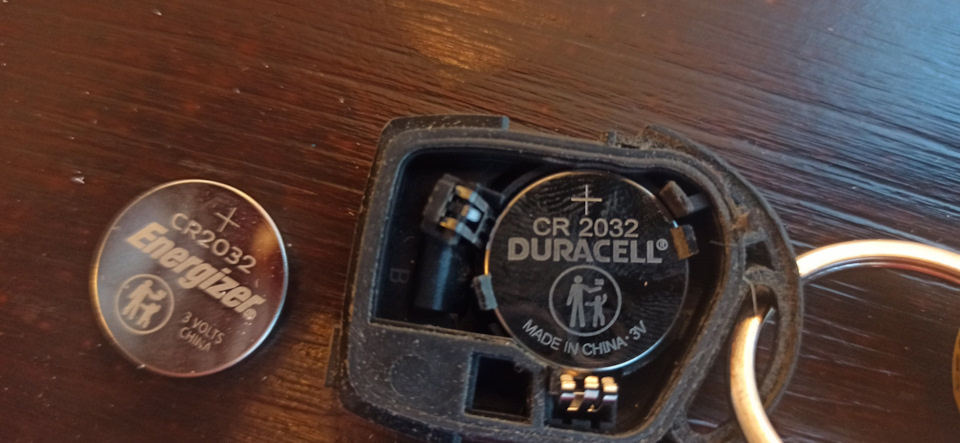 +
CR2032
Energizer®
3 VOLTS
CHINA
B
+
CR 2032
DURACELL®
MADE IN CHINA · 3V